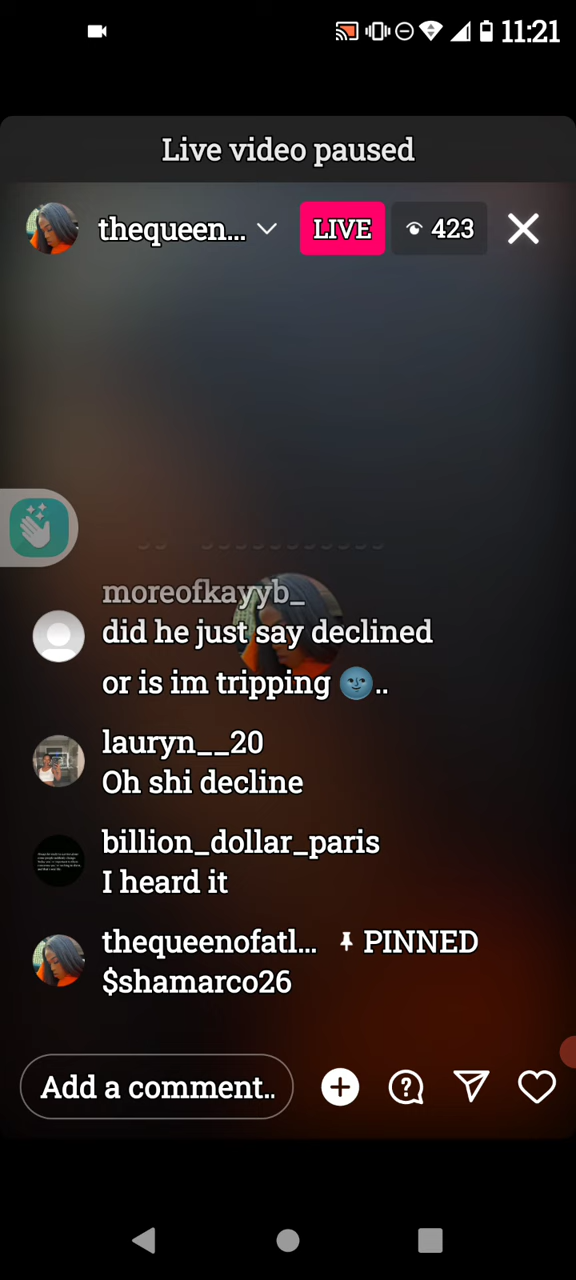 11:21
Live video paused
thequeen...
LIVE
423
moreofkayyb_
did he just say declined
or is im tripping 🌚..
lauryn__20
Oh shi decline
billion_dollar_paris
I heard it
thequeenofatl... PINNED
$shamarco26
Add a comment..